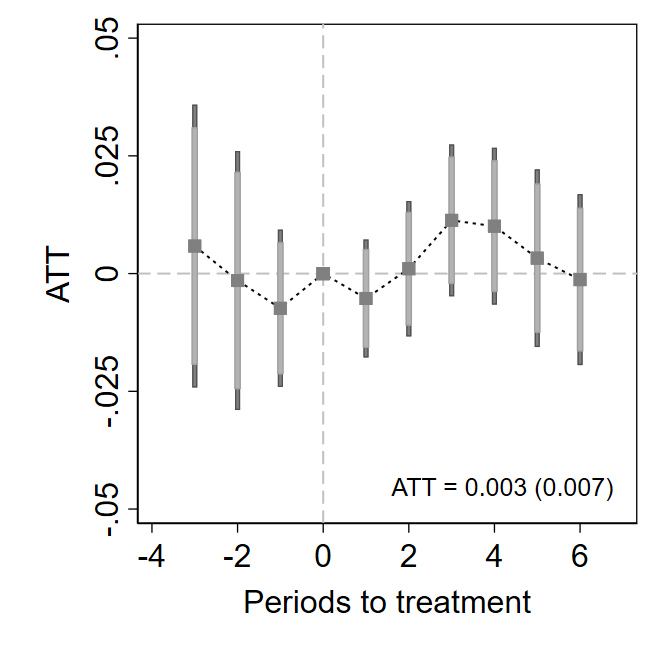 .05
.025
0
-.025
-.05
ATT
ATT = 0.003 (0.007)
-4 -2 0 2 4 6
Periods to treatment